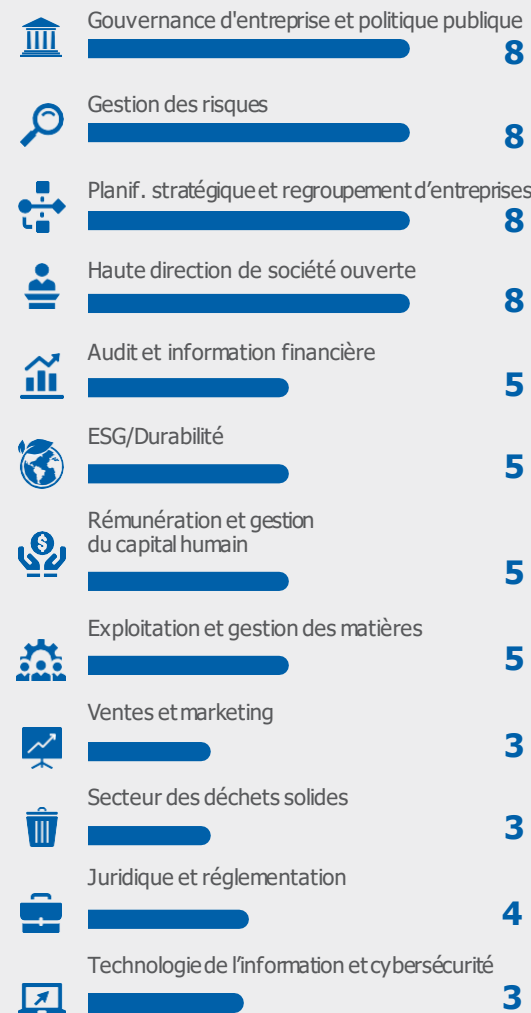 Gouvernance d'entreprise et politique publique
8
Gestion des risques
8
Planif. stratégique et regroupement d’entreprises
8
Haute direction de société ouverte
8
Audit et information financière
5
ESG/Durabilité
5
Rémunération et gestion
du capital humain
5
Exploitation et gestion des matières
5
Ventes et marketing
3
Secteur des déchets solides
3
Juridique et réglementation
4
Technologie de l’information et cybersécurité
3